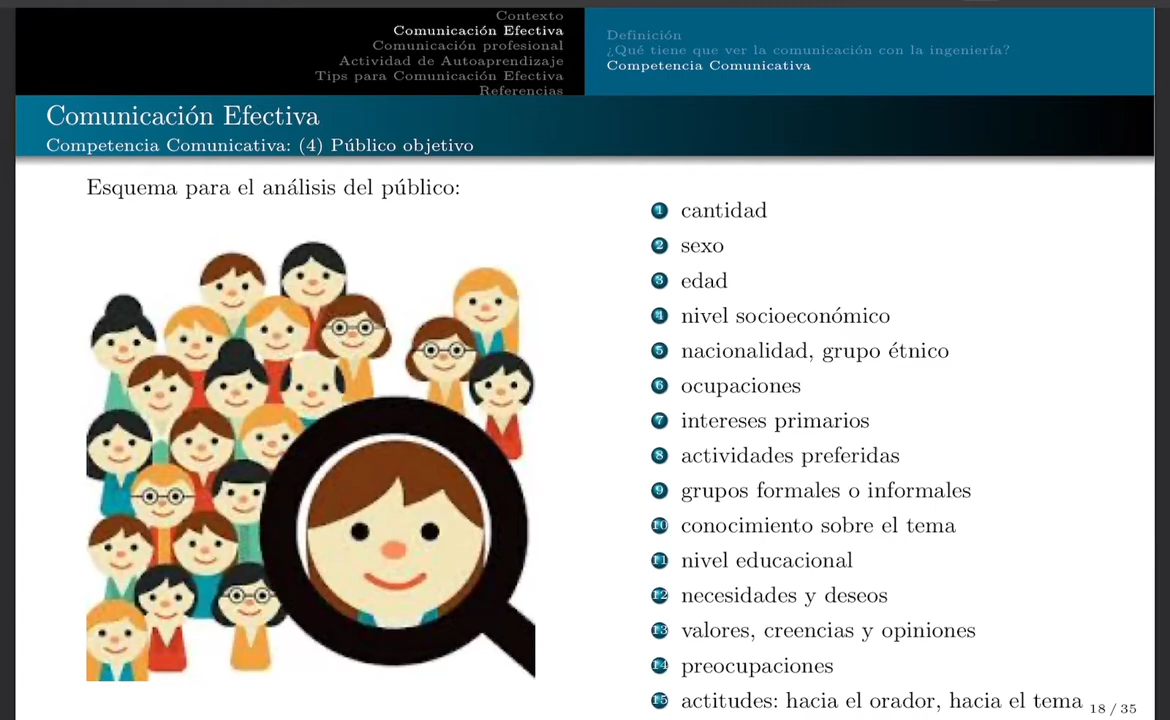 Contexto
Comunicación Efectiva
Comunicación profesional
Actividad de Autoaprendizaje
Tips para Comunicación Efectiva
Referencias
Definición
¿Qué tiene que ver la comunicación con la ingeniería?
Competencia Comunicativa
Comunicación Efectiva
Competencia Comunicativa: (4) Público objetivo
Esquema para el análisis del público:
1 cantidad
2 sexo
3 edad
4 nivel socioeconómico
5 nacionalidad, grupo étnico
6 ocupaciones
7 intereses primarios
8 actividades preferidas
9 grupos formales o informales
10 conocimiento sobre el tema
11 nivel educacional
12 necesidades y deseos
13 valores, creencias y opiniones
14 preocupaciones
15 actitudes: hacia el orador, hacia el tema
18 / 35